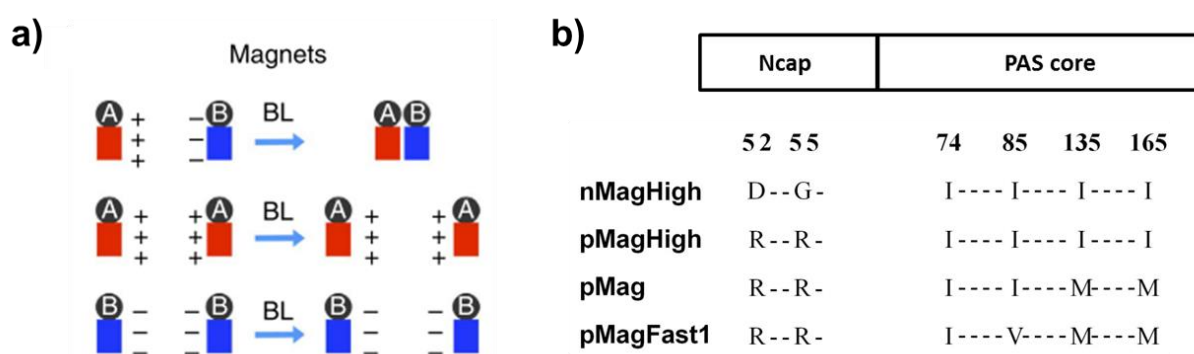 a)
Magnets
A + - B BL A B
+ -
+ -
A + + A BL A + + A
+ + + +
+ + + +
B - - B BL B - - B
- - - -
- - - -
b)
Ncap PAS core
52 55 74 85 135 165
nMagHigh D--G- I----I----I----I
pMagHigh R--R- I----I----I----I
pMag R--R- I----I----M----M
pMagFast1 R--R- I----V----M----M